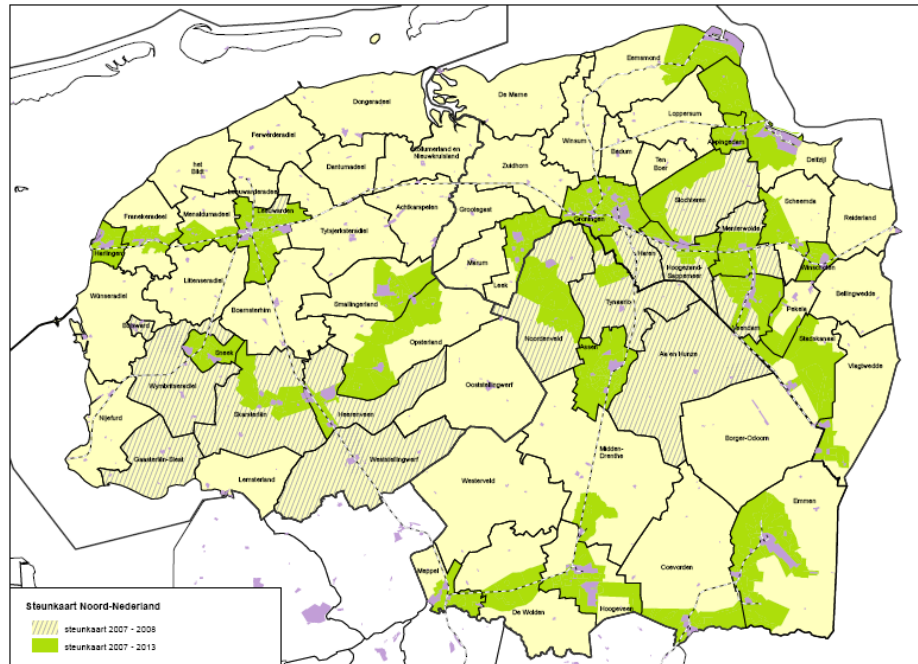 Eemsmond
De Marne
Dongeradeel
Loppersum
Ferwerderadiel
Winsum
Appingedam
Kollumerland en
Nieuwkruisland
Bedum
Delfzijl
Dantumadeel
Zuidhorn
Ten
Boer
het
Bildt
Leeuwarderadeel
Slochteren
Scheemda
Achtkarspelen
Reiderland
Menaldumadeel
Leeuwarden
Franekeradeel
Grootegast
Groningen
Menterwolde
Tytsjerksteradiel
Harlingen
Haren
Winschoten
Marum
Hoogezand-
Sappemeer
Littenseradiel
Leek
Bellingwedde
Pekela
Wûnseradiel
Smallingerland
Tynaarlo
Boarnsterhim
Veendam
Bolsward
Noordenveld
Stadskanaal
Opsterland
Assen
Sneek
Aa en Hunze
Vlagtwedde
Wymbritseradiel
Ooststellingwerf
Nijefurd
Skarsterlân
Heerenveen
Borger-Odoorn
Gaasterlân-Sleat
Weststellingwerf
Midden-
Drenthe
Lemsterland
Westerveld
Emmen
Coevorden
Meppel
De Wolden
Hoogeveen
Steunkaart Noord-Nederland
steunkaart 2007 - 2008
steunkaart 2007 - 2013